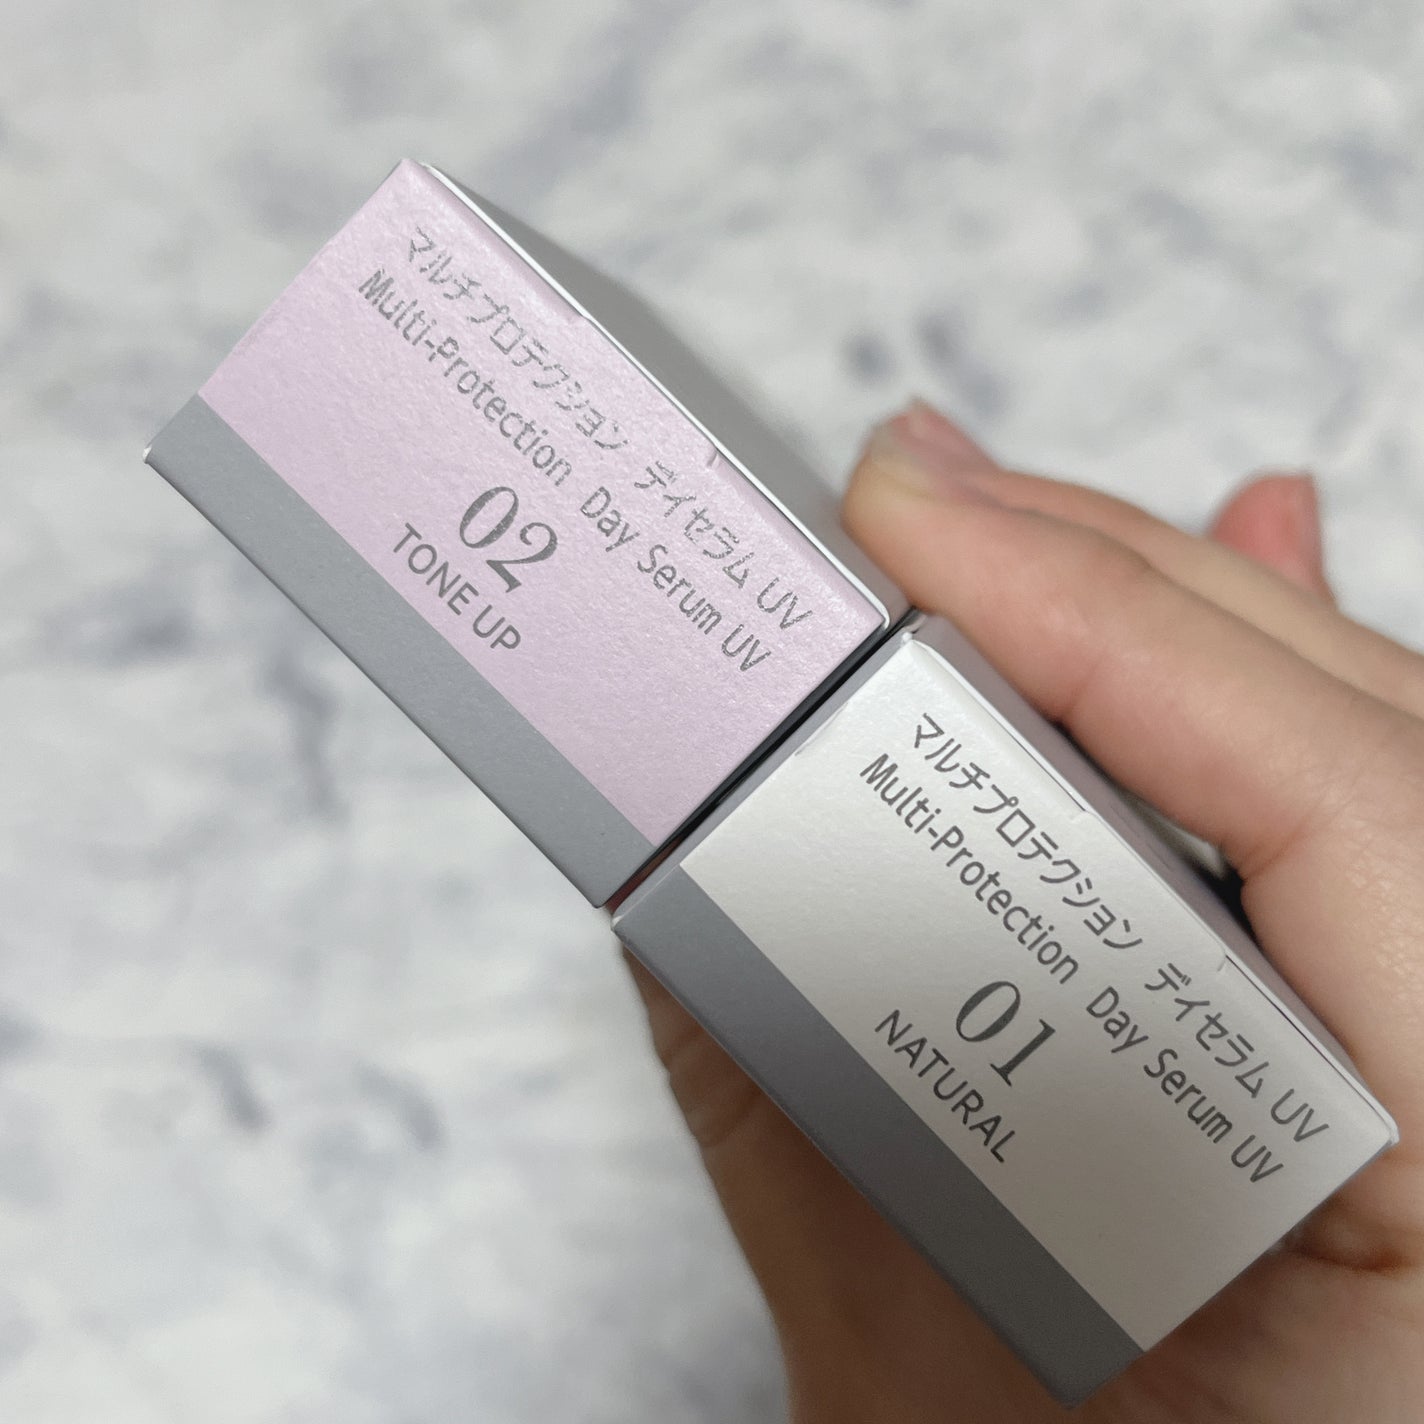 マルチプロテクション デイセラム UV
Multi-Protection Day Serum UV
02
TONE UP
マルチプロテクション デイセラム UV
Multi-Protection Day Serum UV
01
NATURAL